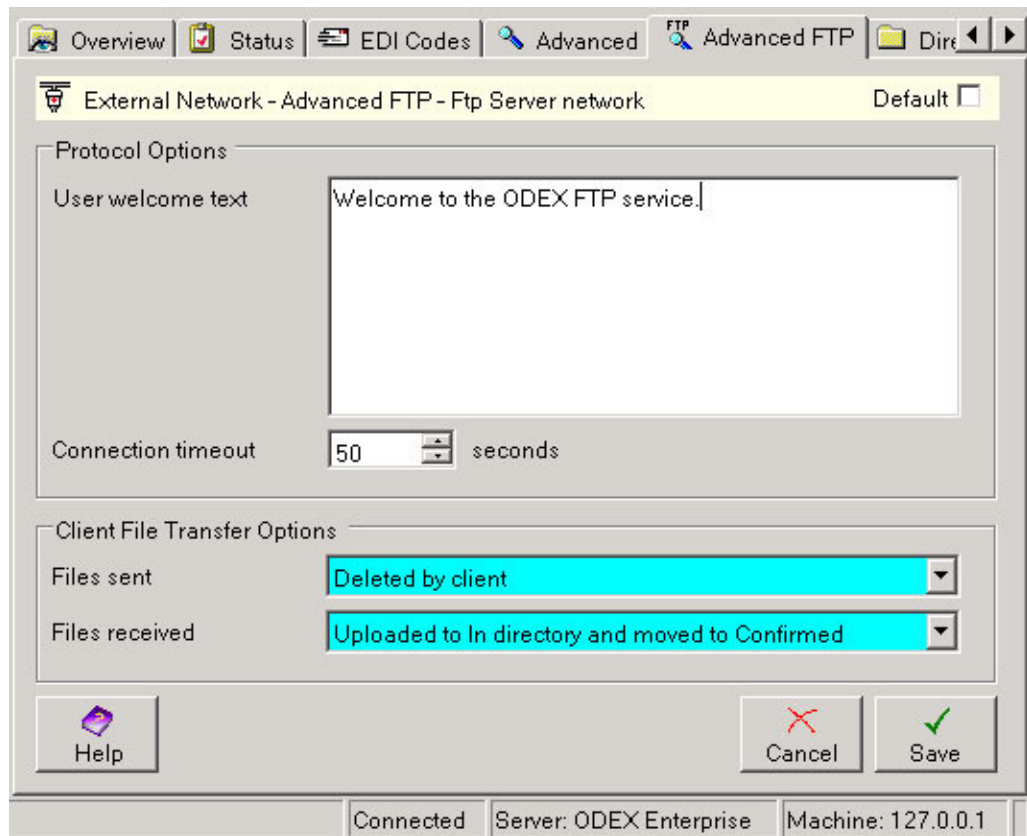 Overview Status EDI Codes Advanced FTP Advanced FTP Dire
External Network - Advanced FTP - Ftp Server network Default
Protocol Options
User welcome text Welcome to the ODEX FTP service.
Connection timeout 50 seconds
Client File Transfer Options
Files sent Deleted by client
Files received Uploaded to In directory and moved to Confirmed
Help Cancel Save
Connected Server: ODEX Enterprise Machine: 127.0.0.1